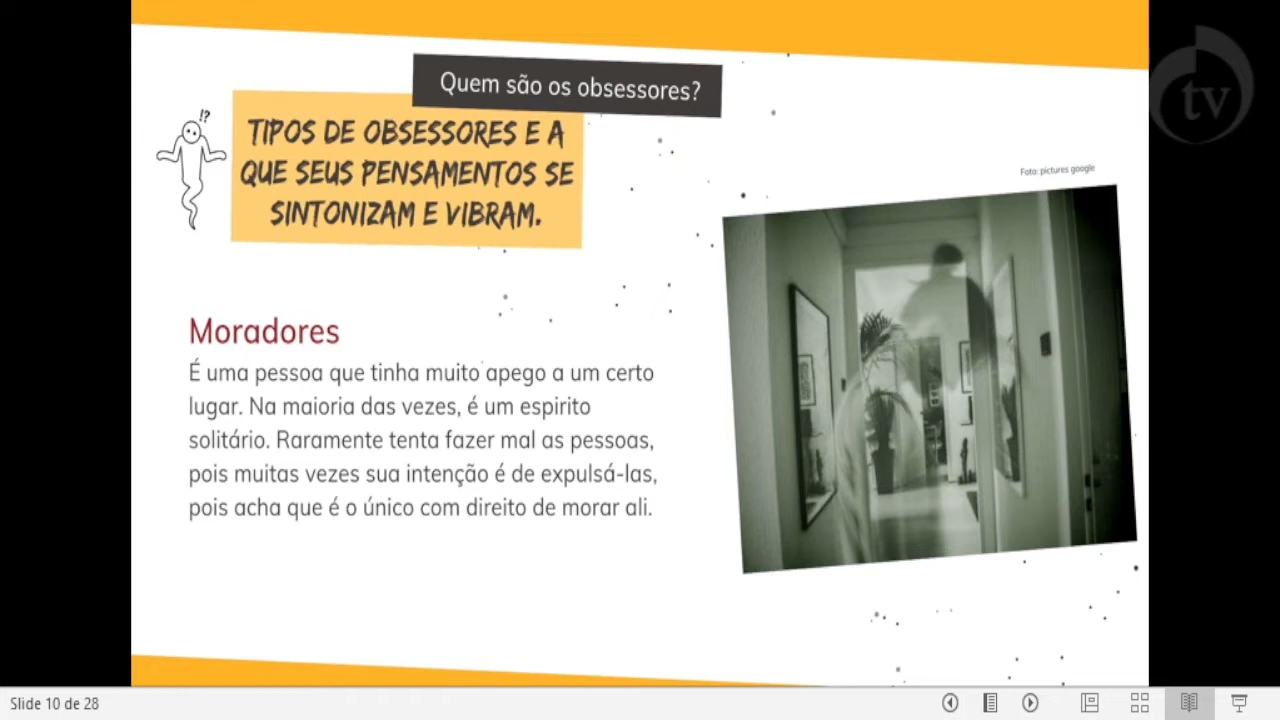 Quem são os obsessores?
!?
TIPOS DE OBSESSORES E A
QUE SEUS PENSAMENTOS SE
SINTONIZAM E VIBRAM.
tv
Foto: pictures google
Moradores
É uma pessoa que tinha muito apego a um certo
lugar. Na maioria das vezes, é um espirito
solitário. Raramente tenta fazer mal as pessoas,
pois muitas vezes sua intenção é de expulsá-las,
pois acha que é o único com direito de morar ali.
Slide 10 de 28